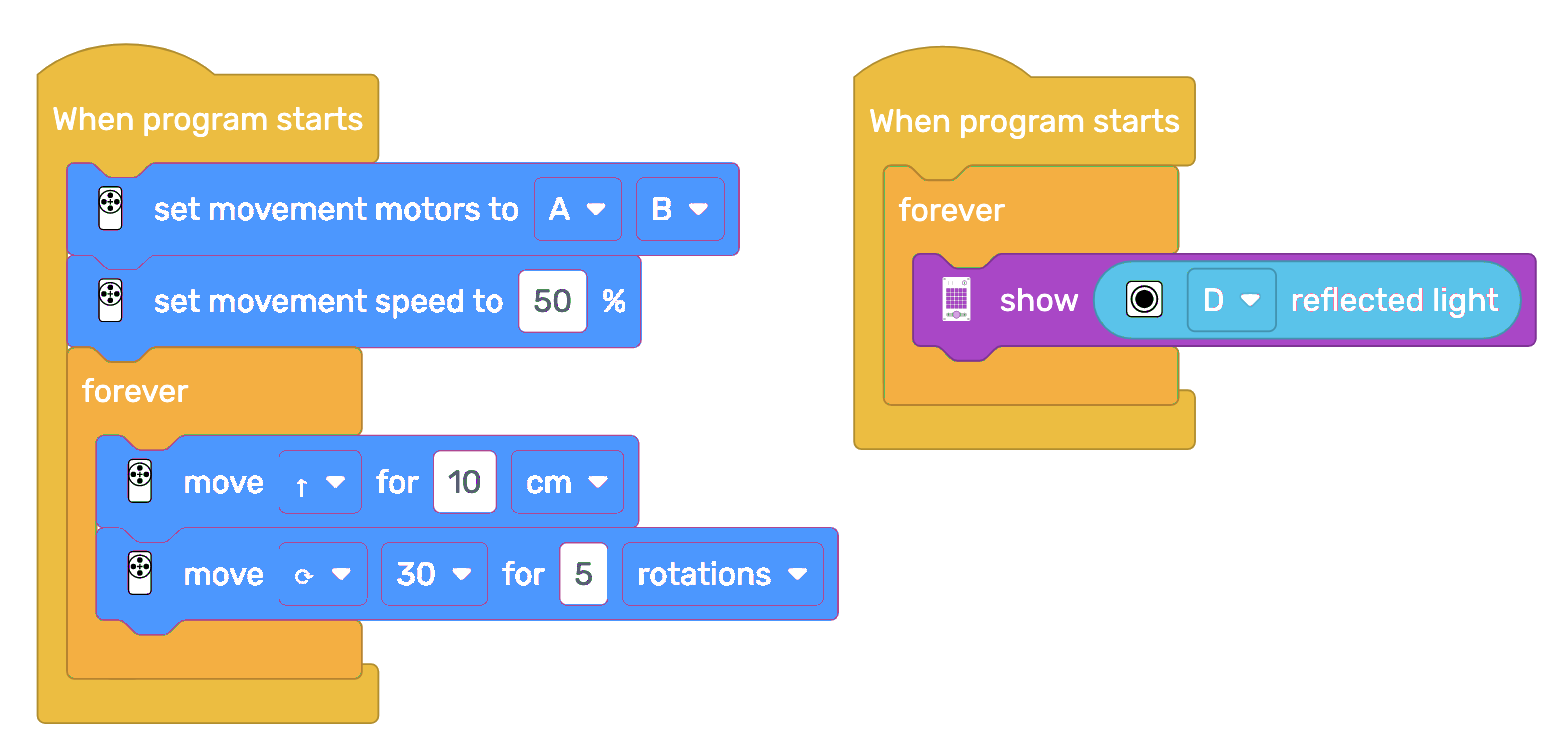 When program starts
set movement motors to A B
set movement speed to 50 %
forever
move ↑ for 10 cm
move ⟳ 30 for 5 rotations
When program starts
forever
show D reflected light